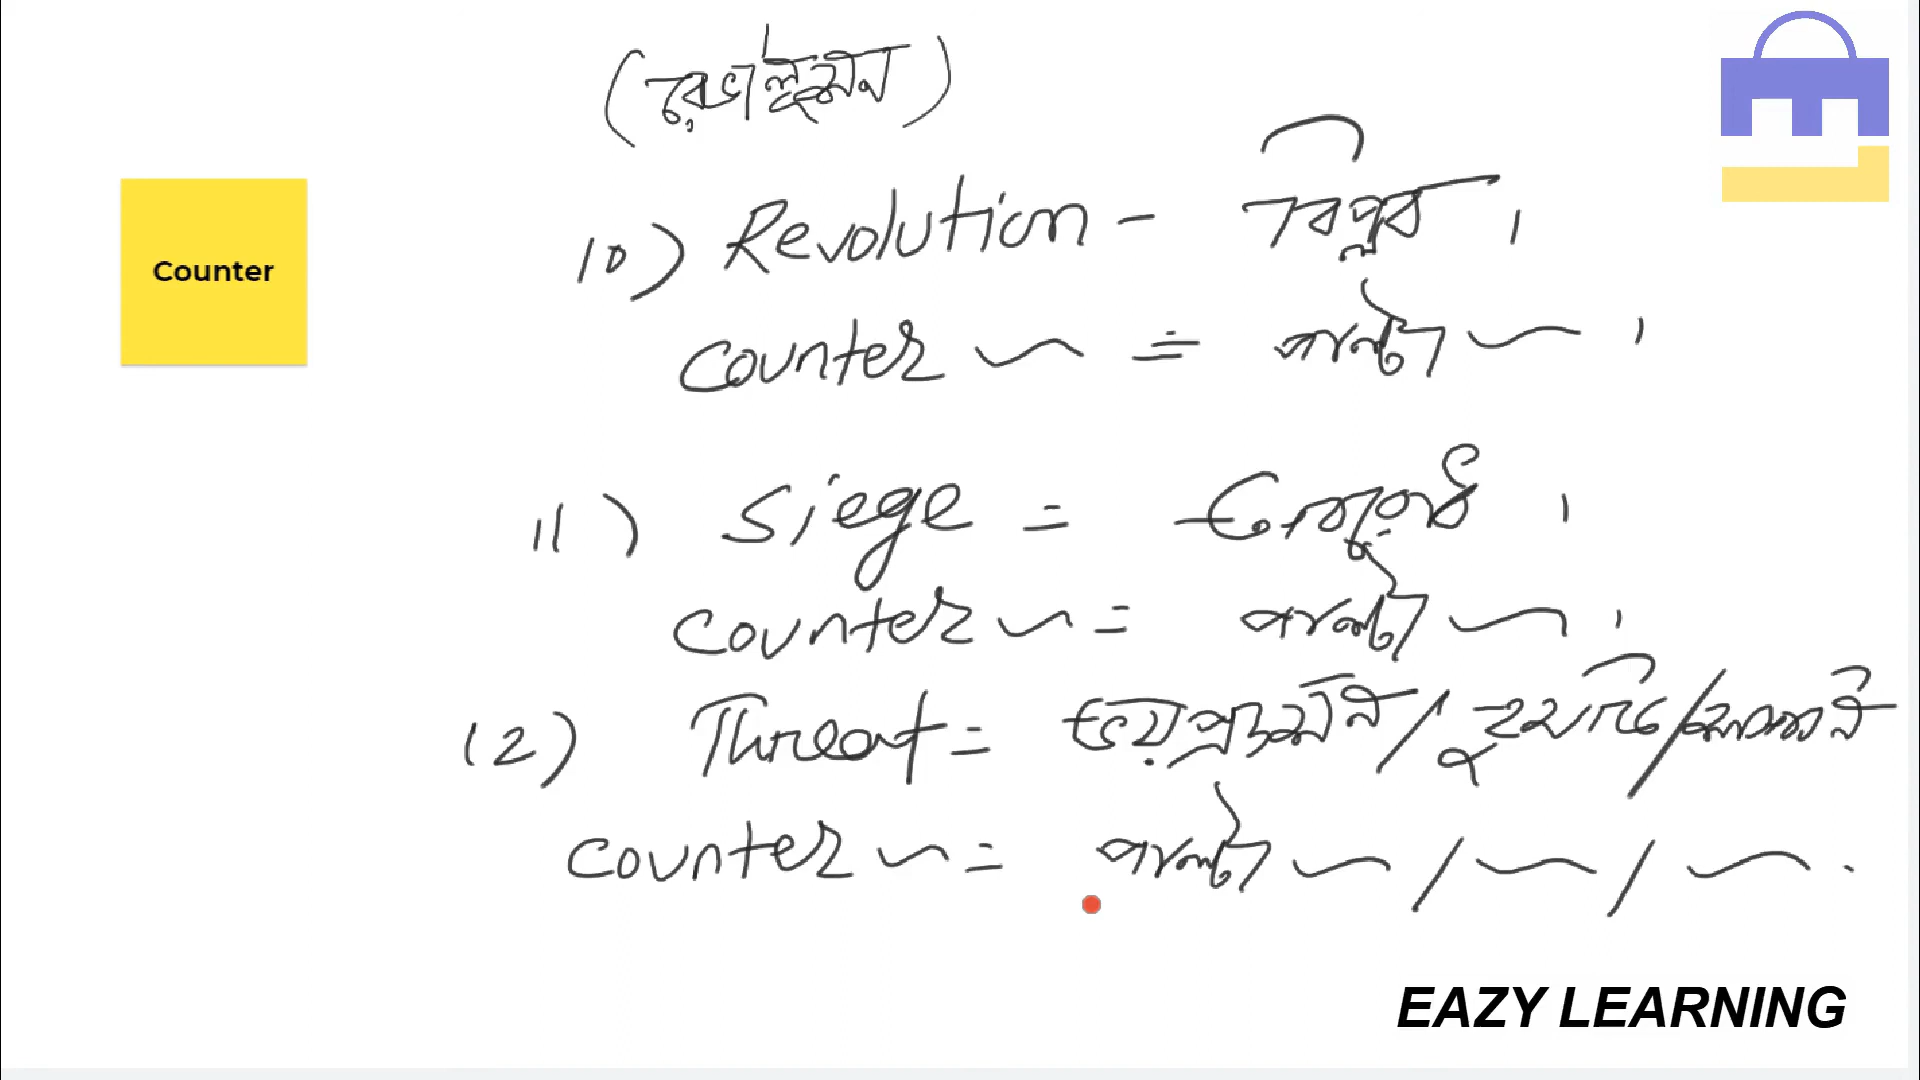 (রেভালুশন)
10) Revolution - বিপ্লব ।
Counter
counter ~ = পাল্টা ~ ।
11) Siege = অবরোধ ।
counter ~ = পাল্টা ~ ।
12) Threat = ভয়প্রদর্শন / হুমকি /
counter ~ = পাল্টা ~ / ~ / ~ .
EAZY LEARNING